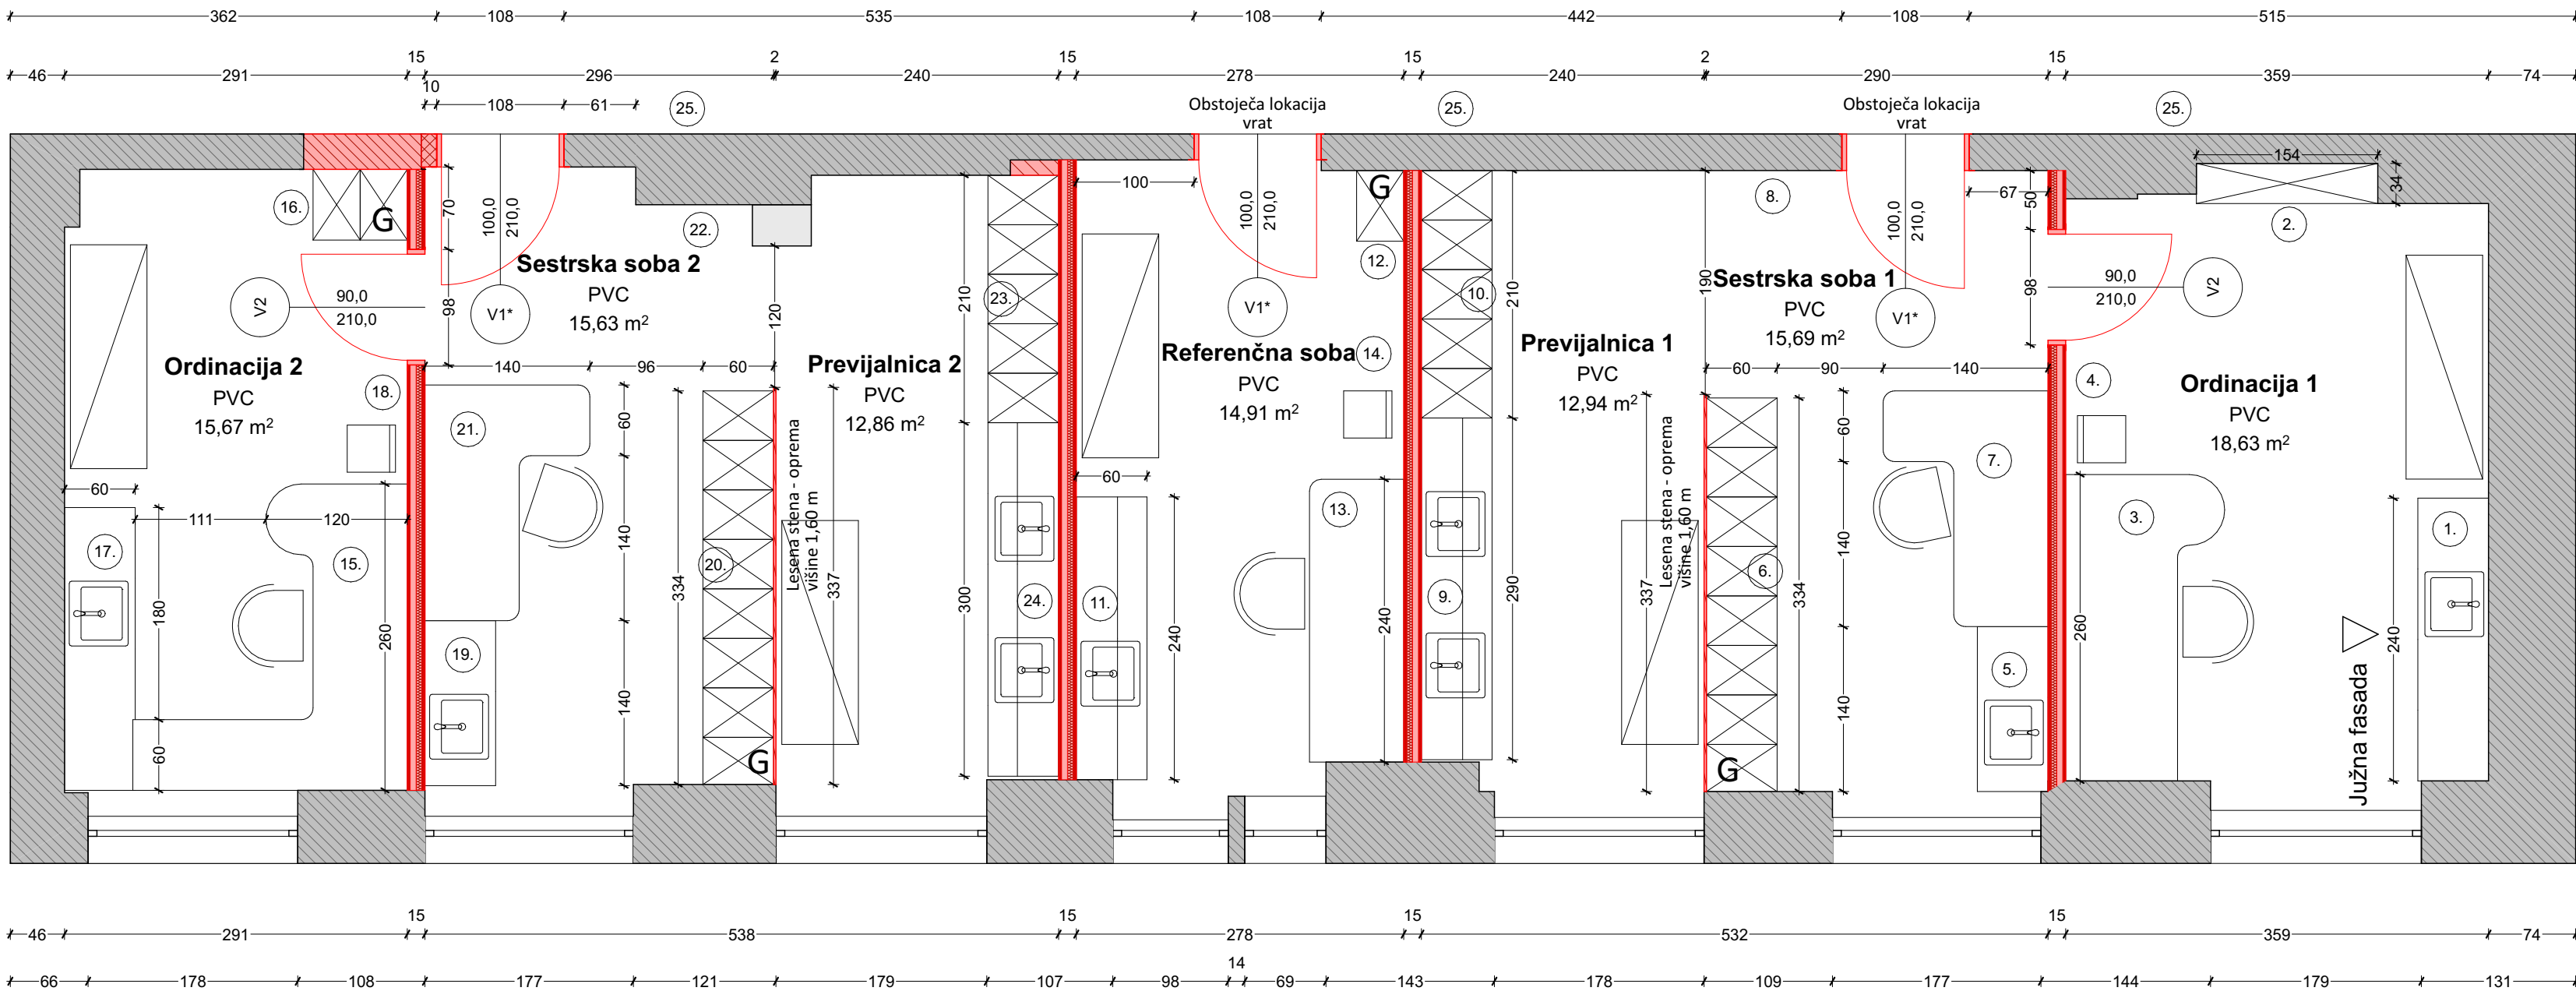 362 108 535 108 442 108 515
15 2 15 15 2 15
46 291 296 240 278 240 290 359 74
10
108 61 25. Obstoječa lokacija 25. Obstoječa lokacija 25.
vrat vrat
154
34
16. G
70
100,0
210,0
22.
Sestrska soba 2
PVC
15,63 m²
V2
90,0
210,0
98
V1*
120
140 96 60
Ordinacija 2
PVC
15,67 m²
18.
60
111 120
17.
15.
180
260
60
21.
60
140
140
19.
334
20.
G
Lesena stena - oprema
višine 1,60 m
337
Previjalnica 2
PVC
12,86 m²
210
23.
300
24.
100
100,0
210,0
V1*
G
12.
Referenčna soba
PVC
14,91 m²
14.
60
11.
240
13.
240
10.
210
9.
290
Previjalnica 1
PVC
12,94 m²
Lesena stena - oprema
višine 1,60 m
337
190
8.
Sestrska soba 1
PVC
15,69 m²
100,0
210,0
V1*
67
50
98
60 90 140
6.
334
G
60
140
140
7.
5.
90,0
210,0
V2
2.
4.
Ordinacija 1
PVC
18,63 m²
3.
260
1.
240
Južna fasada
15 15 15 15
46 291 538 278 532 359 74
14
66 178 108 177 121 179 107 98 69 143 178 109 177 144 179 131